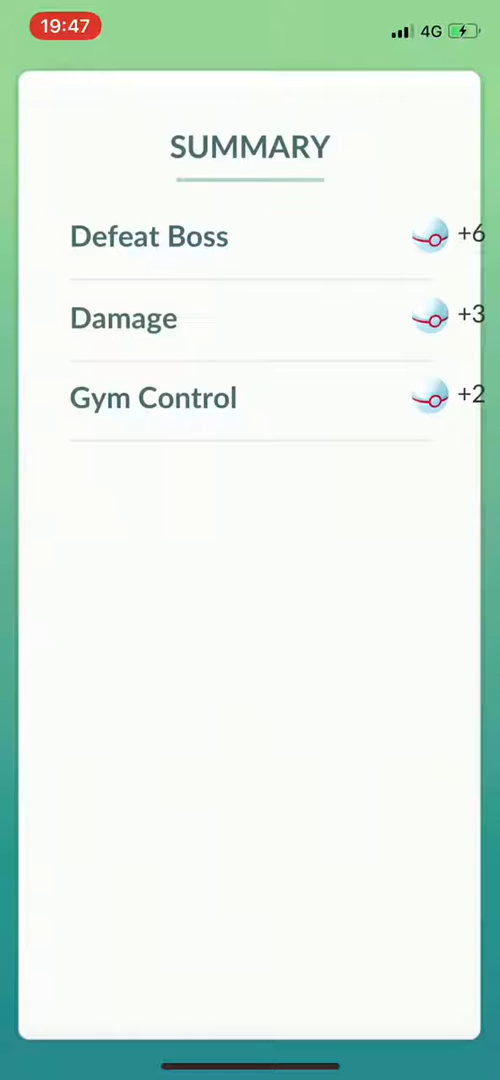 19:47
4G
SUMMARY
Defeat Boss +6
Damage +3
Gym Control +2